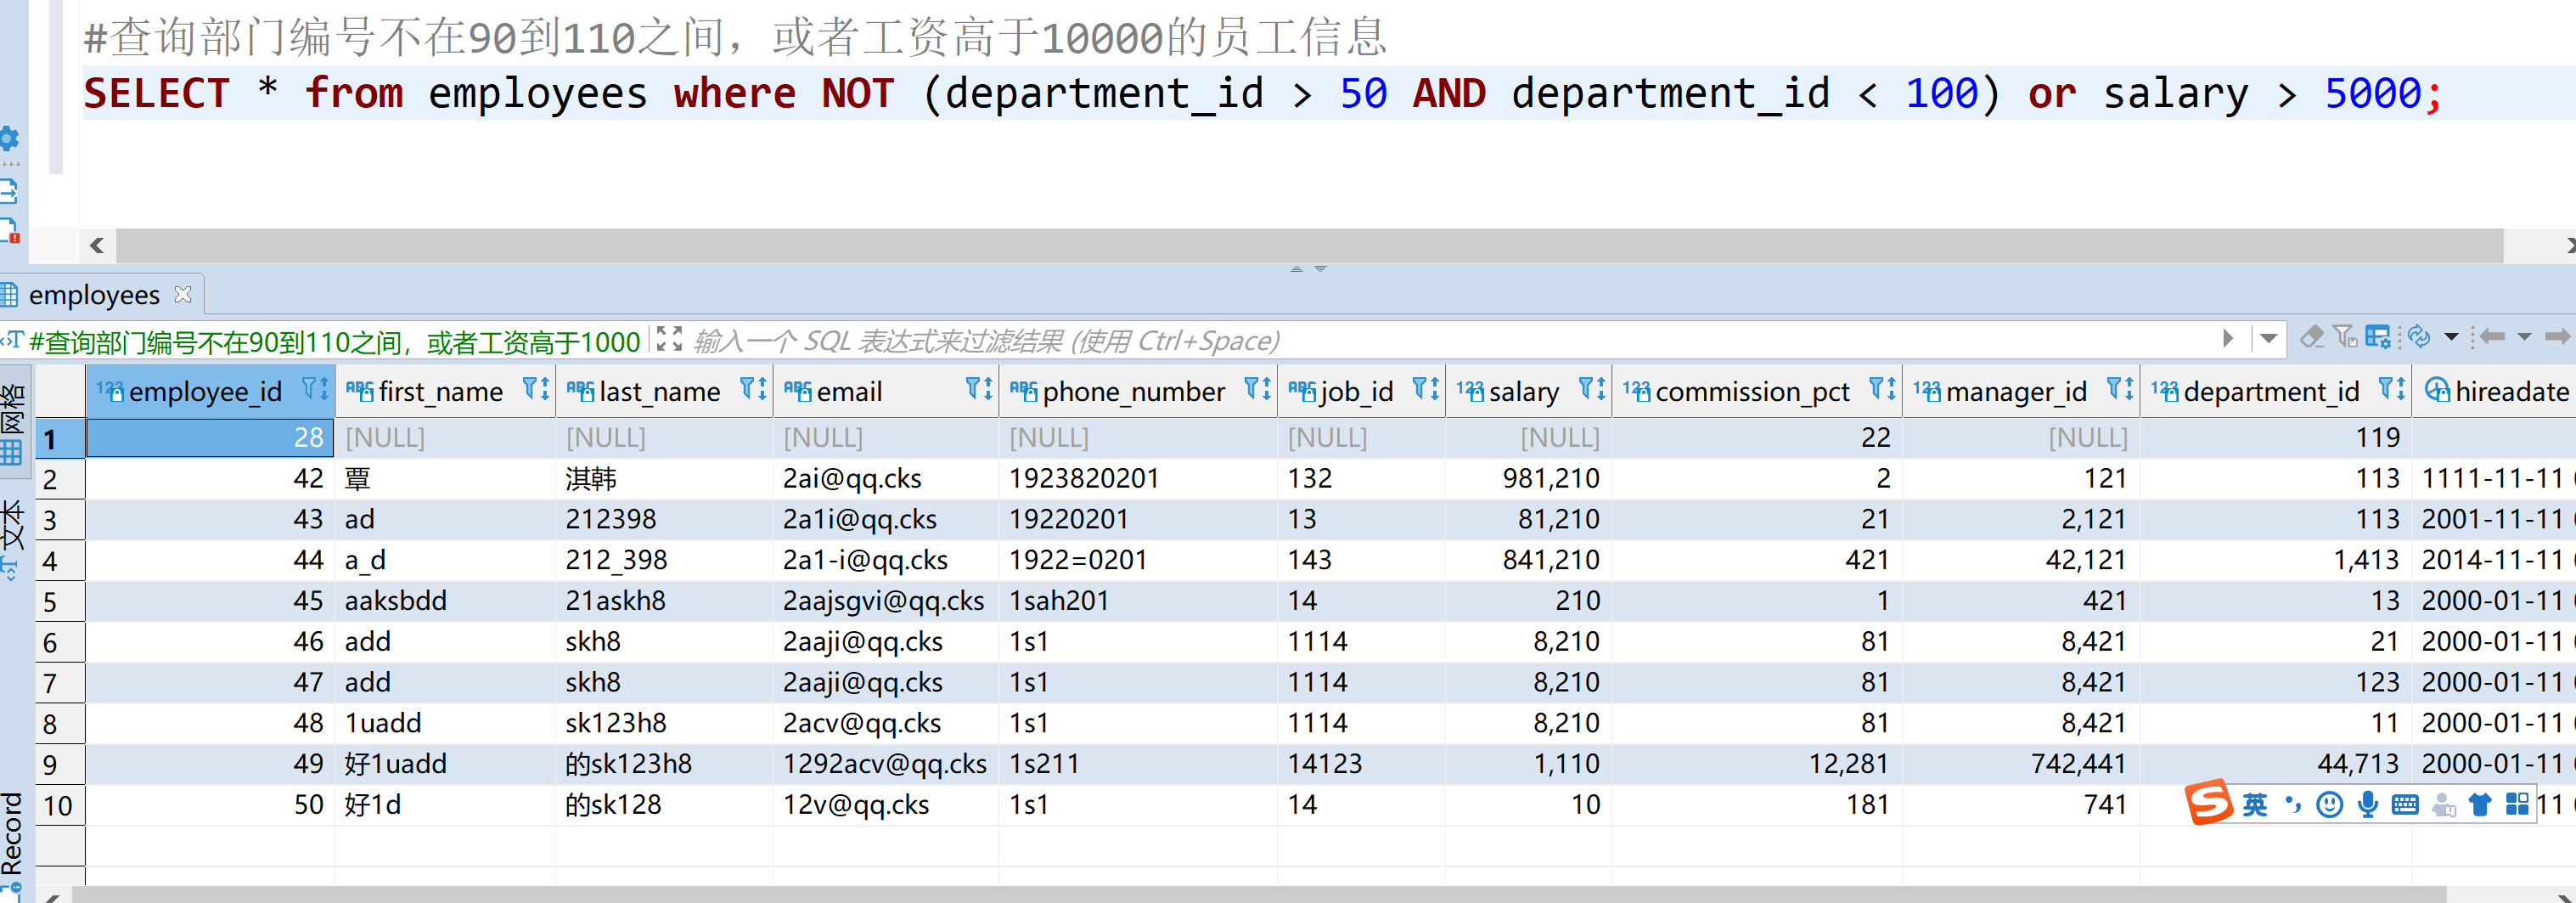 #查询部门编号不在90到110之间，或者工资高于10000的员工信息
SELECT * from employees where NOT (department_id > 50 AND department_id < 100) or salary > 5000;
employees
#查询部门编号不在90到110之间，或者工资高于1000 输入一个 SQL 表达式来过滤结果 (使用 Ctrl+Space)
网格
文本
Record
123 employee_id ABC first_name ABC last_name ABC email ABC phone_number ABC job_id 123 salary 123 commission_pct 123 manager_id 123 department_id hireadate
1 28 [NULL] [NULL] [NULL] [NULL] [NULL] [NULL] 22 [NULL] 119
2 42 覃 淇韩 2ai@qq.cks 1923820201 132 981,210 2 121 113 1111-11-11
3 43 ad 212398 2a1i@qq.cks 19220201 13 81,210 21 2,121 113 2001-11-11
4 44 a_d 212_398 2a1-i@qq.cks 1922=0201 143 841,210 421 42,121 1,413 2014-11-11
5 45 aaksbdd 21askh8 2aajsgvi@qq.cks 1sah201 14 210 1 421 13 2000-01-11
6 46 add skh8 2aaji@qq.cks 1s1 1114 8,210 81 8,421 21 2000-01-11
7 47 add skh8 2aaji@qq.cks 1s1 1114 8,210 81 8,421 123 2000-01-11
8 48 1uadd sk123h8 2acv@qq.cks 1s1 1114 8,210 81 8,421 11 2000-01-11
9 49 好1uadd 的sk123h8 1292acv@qq.cks 1s211 14123 1,110 12,281 742,441 44,713 2000-01-11
10 50 好1d 的sk128 12v@qq.cks 1s1 14 10 181 741 11
英